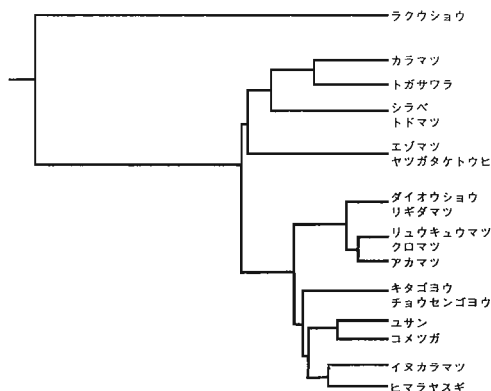 ラクウショウ
カラマツ
トガサワラ
シラベ
トドマツ
エゾマツ
ヤツガタケトウヒ
ダイオウショウ
リギダマツ
リュウキュウマツ
クロマツ
アカマツ
キタゴヨウ
チョウセンゴヨウ
ユサン
コメツガ
イヌカラマツ
ヒマラヤスギ